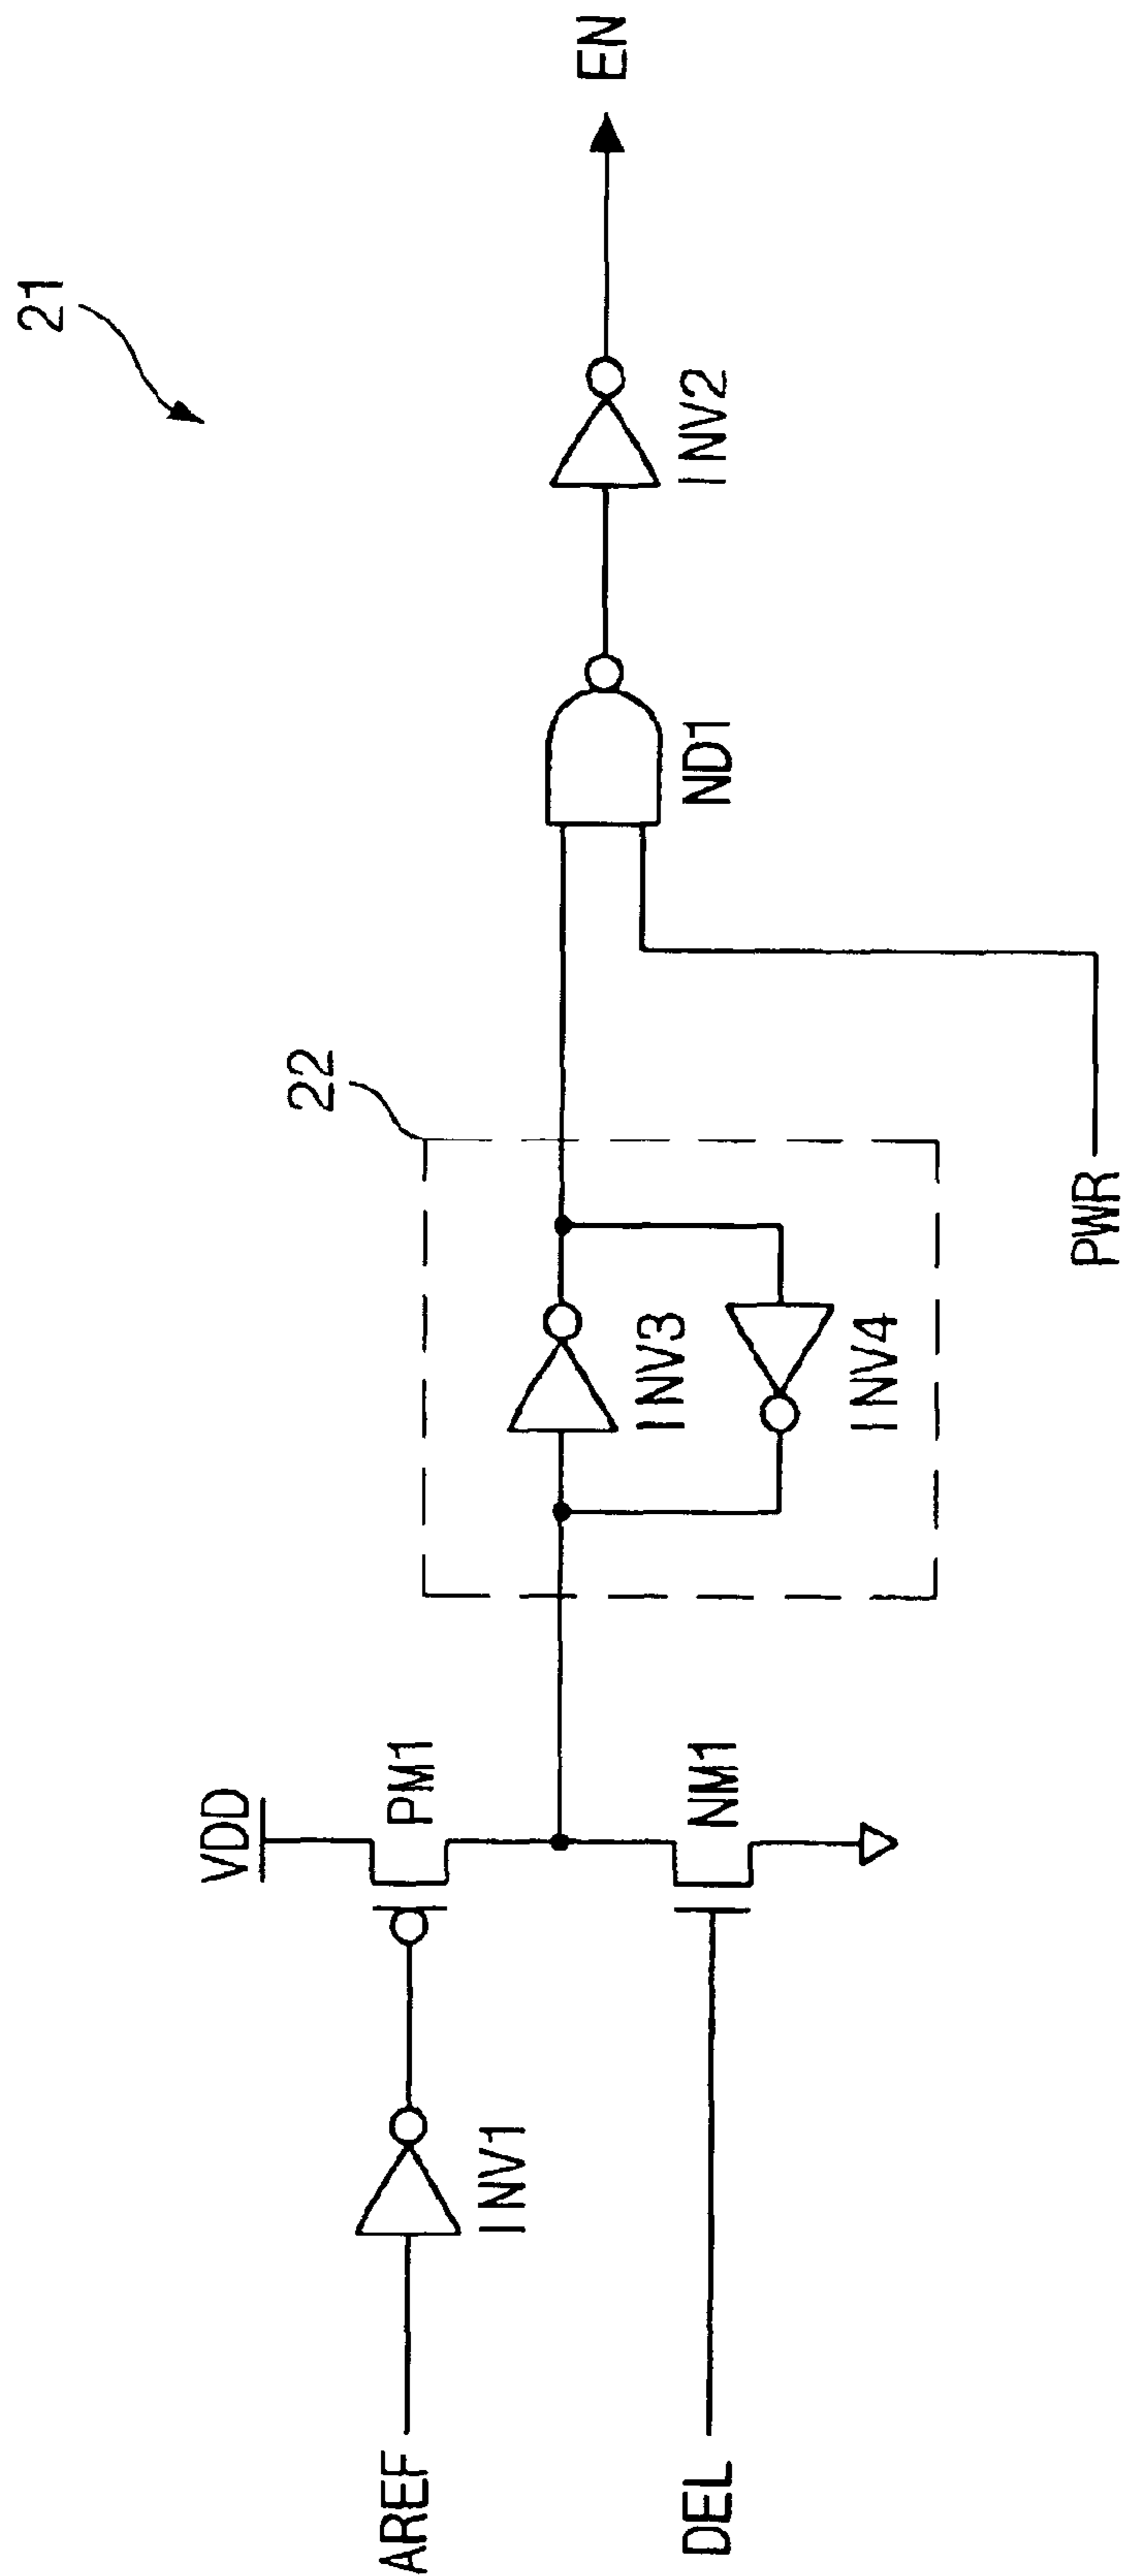 21
22
VDD
PM1
AREF
INV1
INV3
ND1
INV2
EN
NM1
INV4
DEL
PWR